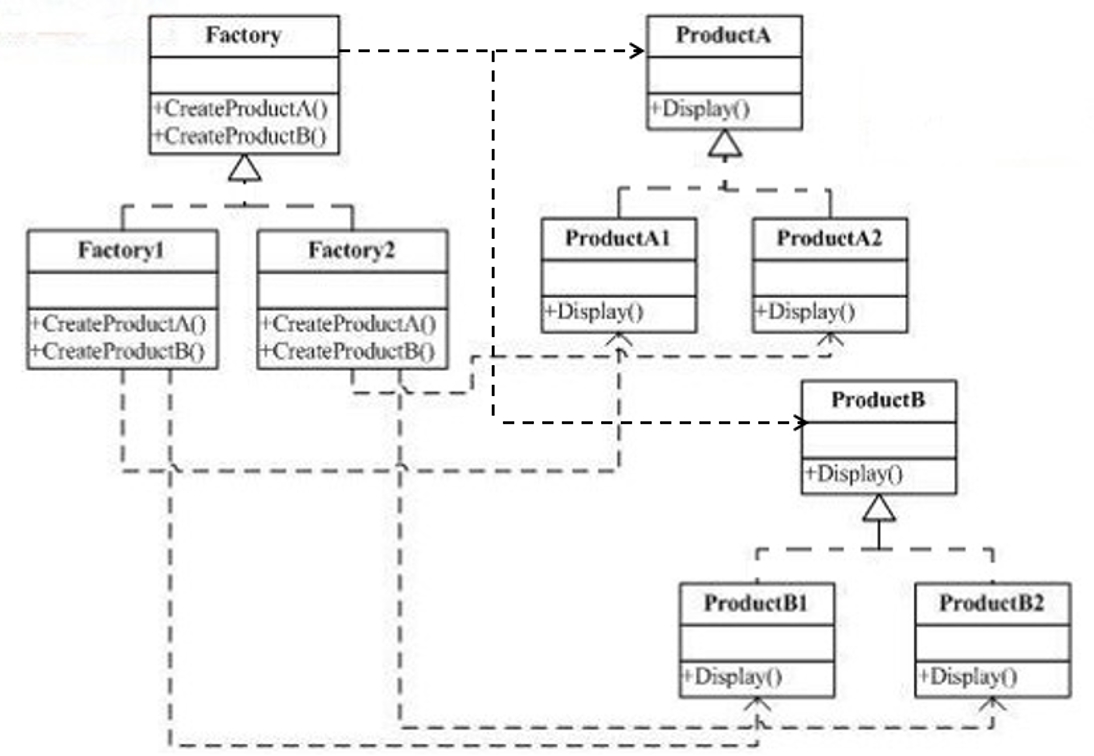 Factory
+CreateProductA()
+CreateProductB()
ProductA
+Display()
Factory1
+CreateProductA()
+CreateProductB()
Factory2
+CreateProductA()
+CreateProductB()
ProductA1
+Display()
ProductA2
+Display()
ProductB
+Display()
ProductB1
+Display()
ProductB2
+Display()